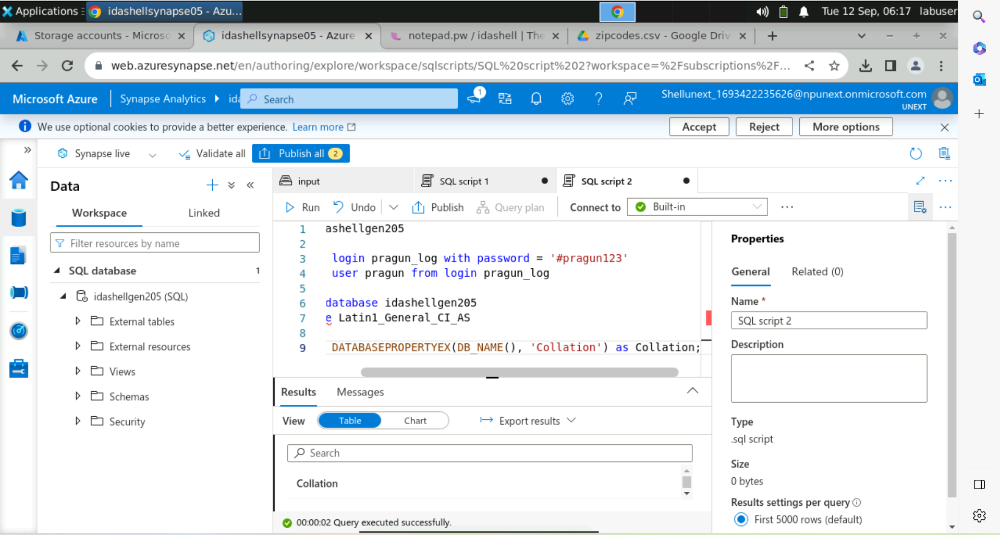 Applications
idashellsynapse05 - Azu...
Tue 12 Sep, 06:17 labuser
Storage accounts - Microso
idashellsynapse05 - Azure
notepad.pw / idashell | The
zipcodes.csv - Google Driv
web.azuresynapse.net/en/authoring/explore/workspace/sqlscripts/SQL%20script%202?workspace=%2Fsubscriptions%2F...
Microsoft Azure
Synapse Analytics
ida
Search
1
Shellunext_1693422235626@npunext.onmicrosoft.com
UNEXT
We use optional cookies to provide a better experience. Learn more
Accept
Reject
More options
Synapse live
Validate all
Publish all 2
Data
Workspace
Linked
Filter resources by name
SQL database 1
idashellgen205 (SQL)
External tables
External resources
Views
Schemas
Security
input
SQL script 1
SQL script 2
Run
Undo
Publish
Query plan
Connect to
Built-in
1 ashellgen205
2
3 login pragun_log with password = '#pragun123'
4 user pragun from login pragun_log
5
6 database idashellgen205
7 e Latin1_General_CI_AS
8
9 DATABASEPROPERTYEX(DB_NAME(), 'Collation') as Collation;
Results
Messages
View
Table
Chart
Export results
Search
Collation
00:00:02 Query executed successfully.
Properties
General
Related (0)
Name *
SQL script 2
Description
Type
.sql script
Size
0 bytes
Results settings per query
First 5000 rows (default)